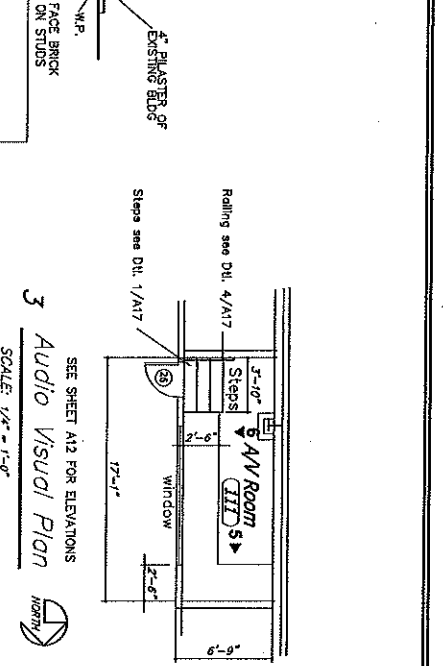 4" PILASTER OF
EXISTING BLDG
W.P.
FACE BRICK
ON STUDS
Railing see Dtl. 4/A17
Steps see Dtl. 1/A17
3'-10"
Steps
6 A/V Room
III 5
2'-6"
26
window
17'-1"
2'-6"
6'-9"
SEE SHEET A12 FOR ELEVATIONS
3 Audio Visual Plan
SCALE: 1/4" = 1'-0"
NORTH